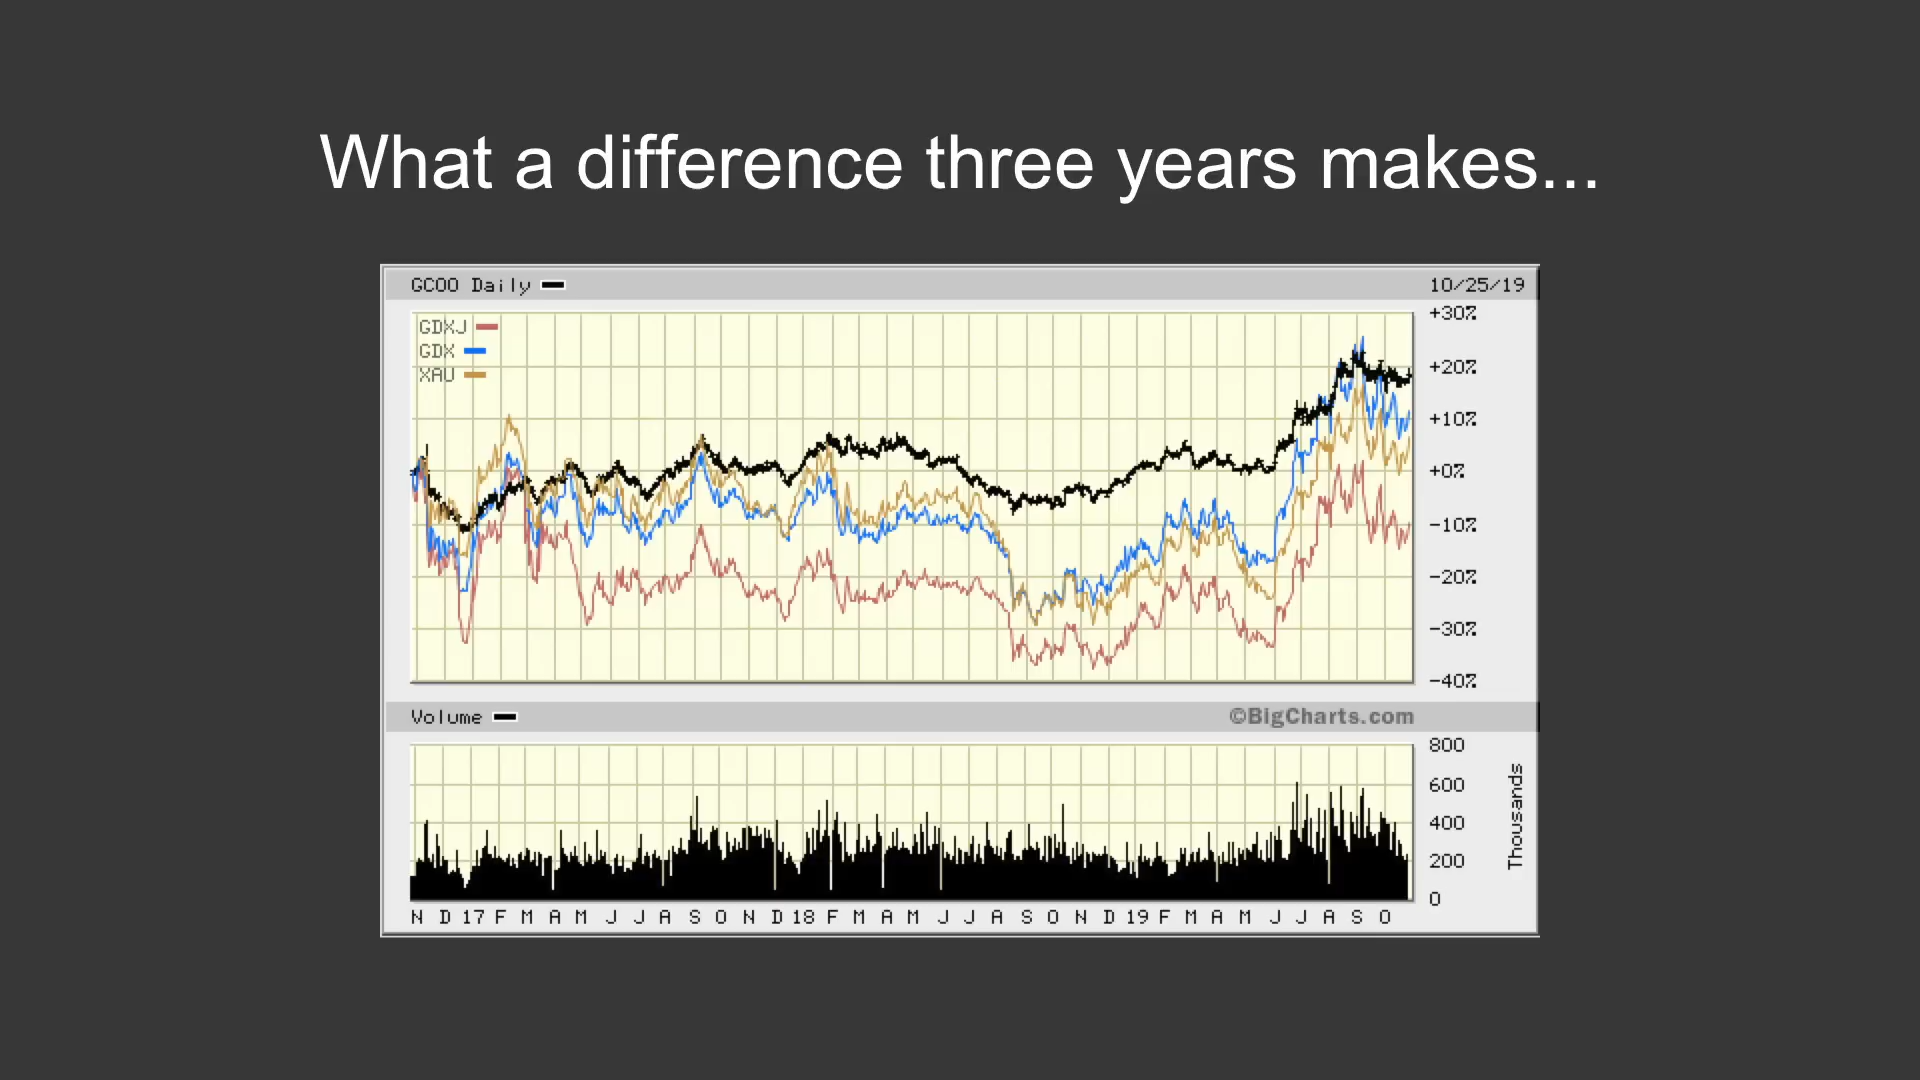 What a difference three years makes...
GC00 Daily 10/25/19
GDXJ
GDX
XAU
+30%
+20%
+10%
+0%
-10%
-20%
-30%
-40%
Volume ©BigCharts.com
800
600
400
200
0
Thousands
N D 17 F M A M J J A S O N D 18 F M A M J J A S O N D 19 F M A M J J A S O